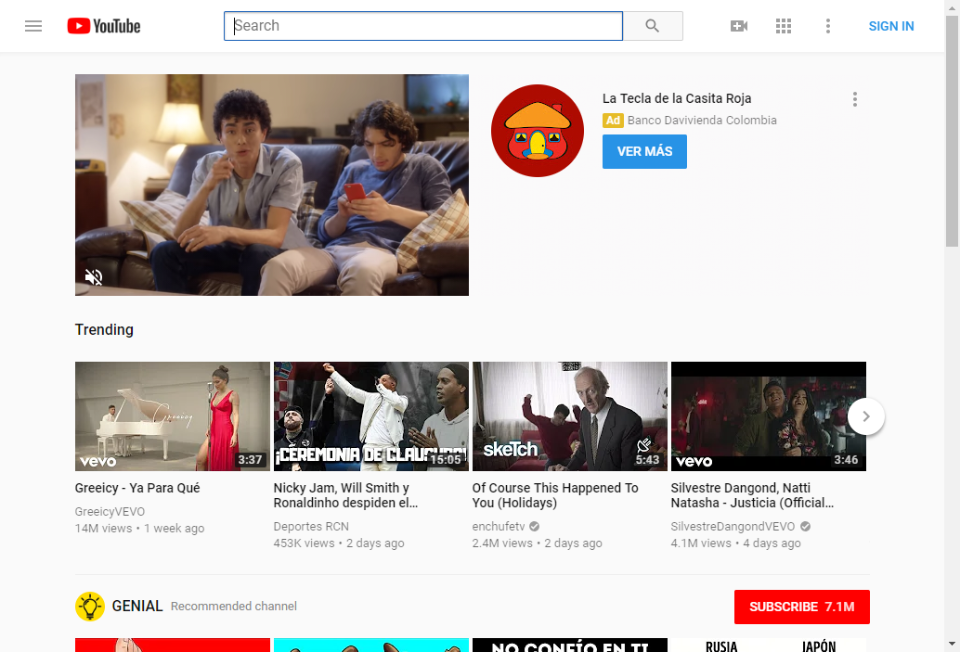 YouTube
Search
SIGN IN
La Tecla de la Casita Roja
Ad Banco Davivienda Colombia
VER MÁS
Trending
Greeicy
vevo
3:37
¡CEREMONIA DE
15:05
skeTch
5:43
vevo
3:46
Greeicy - Ya Para Qué
GreeicyVEVO
14M views • 1 week ago
Nicky Jam, Will Smith y
Ronaldinho despiden el...
Deportes RCN
453K views • 2 days ago
Of Course This Happened To
You (Holidays)
enchufetv
2.4M views • 2 days ago
Silvestre Dangond, Natti
Natasha - Justicia (Official...
SilvestreDangondVEVO
4.1M views • 4 days ago
GENIAL Recommended channel
SUBSCRIBE 7.1M
NO CONFÍO EN TI
RUSIA
JAPÓN